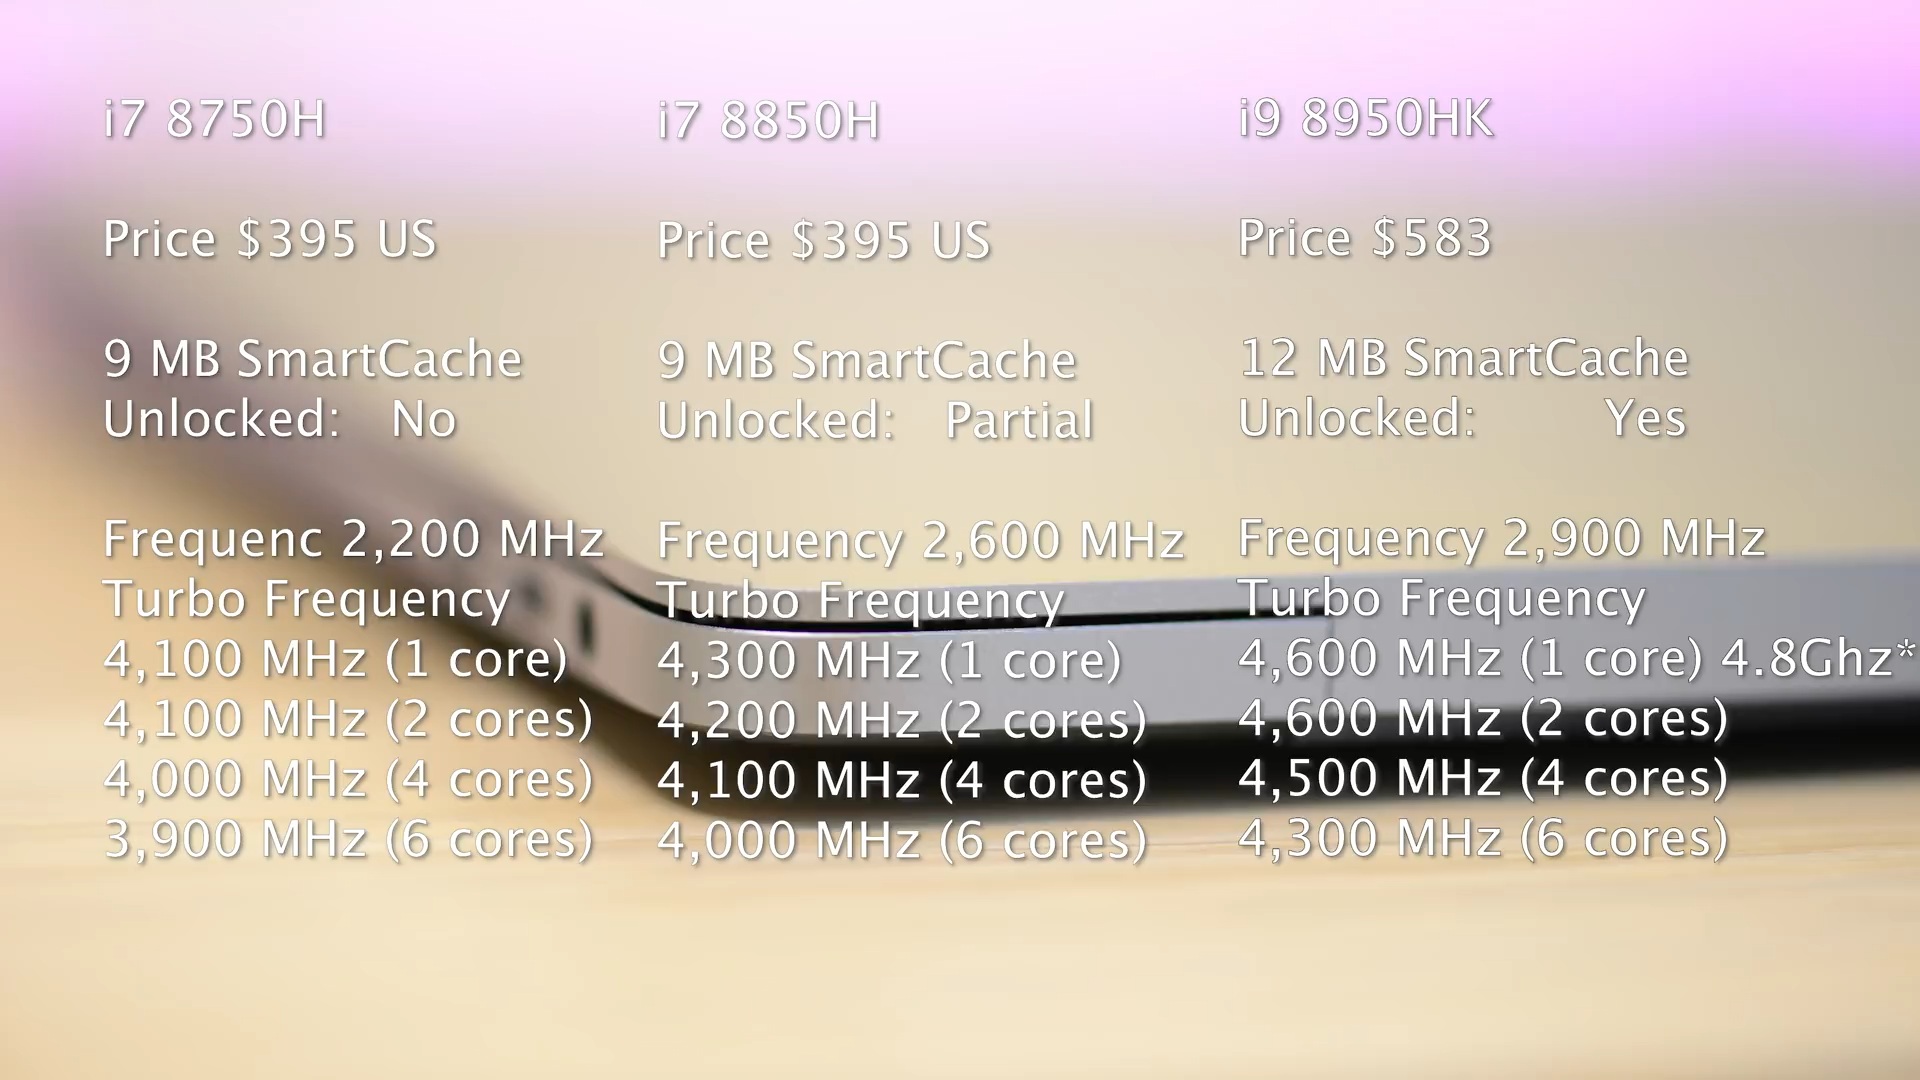 i7 8750H
Price $395 US
9 MB SmartCache
Unlocked: No
Frequenc 2,200 MHz
Turbo Frequency
4,100 MHz (1 core)
4,100 MHz (2 cores)
4,000 MHz (4 cores)
3,900 MHz (6 cores)
i7 8850H
Price $395 US
9 MB SmartCache
Unlocked: Partial
Frequency 2,600 MHz
Turbo Frequency
4,300 MHz (1 core)
4,200 MHz (2 cores)
4,100 MHz (4 cores)
4,000 MHz (6 cores)
i9 8950HK
Price $583
12 MB SmartCache
Unlocked: Yes
Frequency 2,900 MHz
Turbo Frequency
4,600 MHz (1 core) 4.8Ghz*
4,600 MHz (2 cores)
4,500 MHz (4 cores)
4,300 MHz (6 cores)